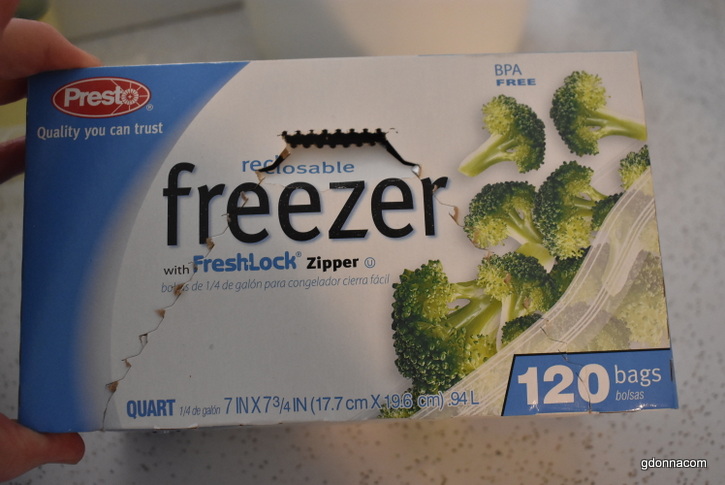 Presto®
Quality you can trust
BPA
FREE
reclosable
freezer
with FreshLock® Zipper Ⓤ
bolsas de 1/4 de galón para congelador cierra fácil
QUART 1/4 de galón 7 IN X 7 3/4 IN (17.7 cm X 19.6 cm) .94 L
120 bags
bolsas
gdonnacom